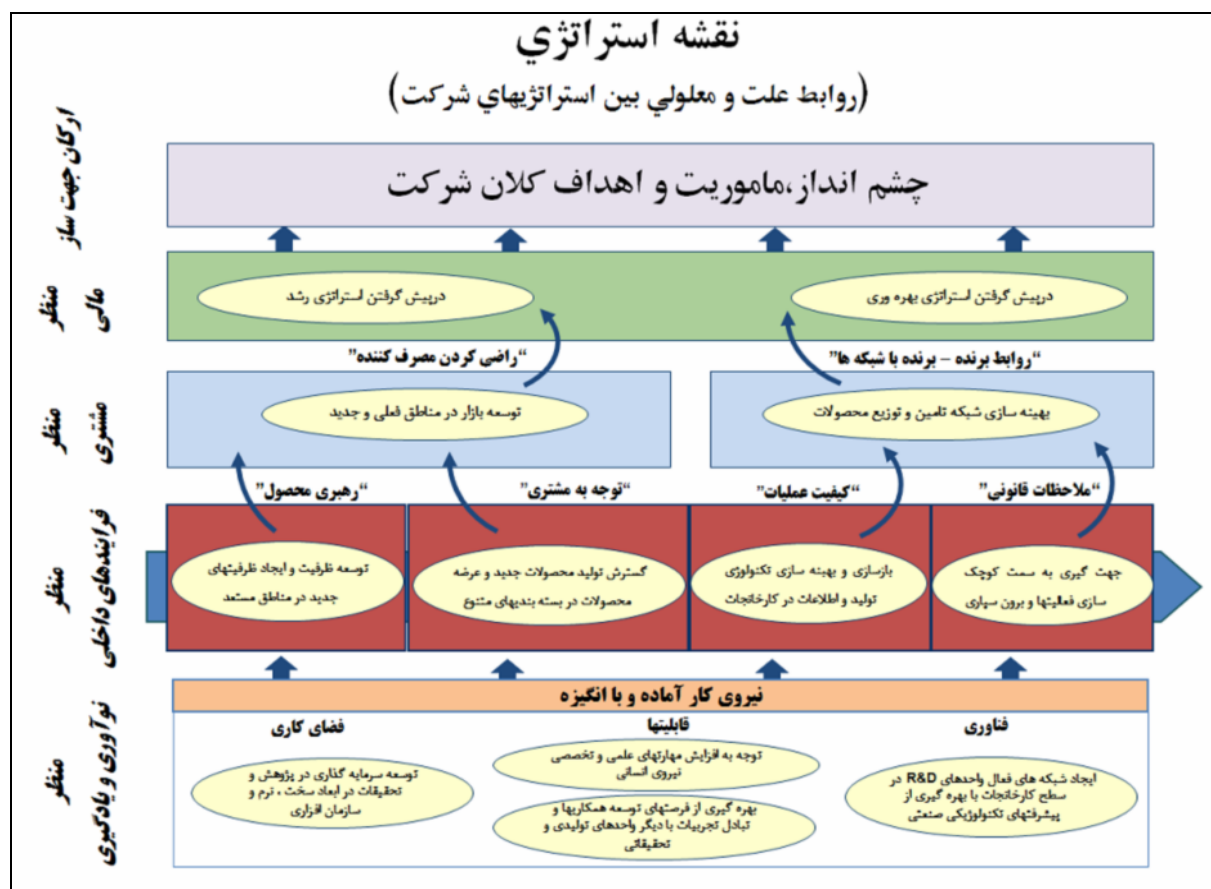 نقشه استراتژي
(روابط علت و معلولي بين استراتژيهاي شركت)
ارکان جهت ساز
چشم انداز،ماموریت و اهداف کلان شرکت
منظر
مالی
درپیش گرفتن استراتژی بهره وری
درپیش گرفتن استراتژی رشد
“روابط برنده – برنده با شبکه ها”
“راضی کردن مصرف کننده”
منظر
مشتری
بهینه سازی شبکه تامین و توزیع محصولات
توسعه بازار در مناطق فعلی و جدید
“ملاحظات قانونی”
“کیفیت عملیات”
“توجه به مشتری”
“رهبری محصول”
منظر
فرایندهای داخلی
جهت گیری به سمت کوچک
سازی فعالیتها و برون سپاری
بازسازی و بهینه سازی تکنولوژی
تولید و اطلاعات در کارخانجات
گسترش تولید محصولات جدید و عرضه
محصولات در بسته بندیهای متنوع
توسعه ظرفیت و ایجاد ظرفیتهای
جدید در مناطق مستعد
منظر
نوآوری و یادگیری
نیروی کار آماده و با انگیزه
فناوری
ایجاد شبکه های فعال واحدهای R&D در
سطح کارخانجات با بهره گیری از
پیشرفتهای تکنولوژیکی صنعتی
قابلیتها
توجه به افزایش مهارتهای علمی و تخصصی
نیروی انسانی
بهره گیری از فرصتهای توسعه همکاریها و
تبادل تجربیات با دیگر واحدهای تولیدی و
تحقیقاتی
فضای کاری
توسعه سرمایه گذاری در پژوهش و
تحقیقات در ابعاد سخت ، نرم و
سازمان افزاری